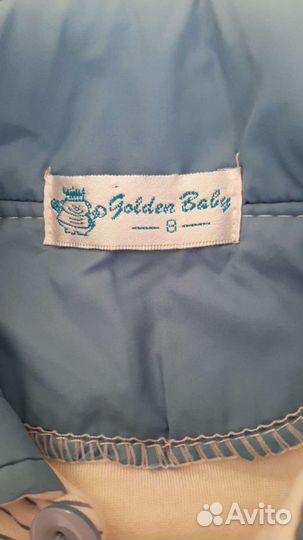 Golden Baby
— 8 —
Avito